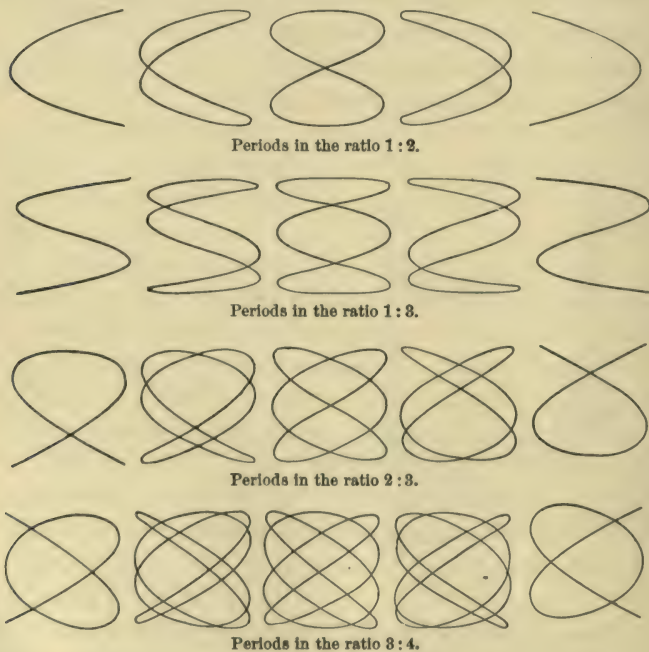 Periods in the ratio 1 : 2.
Periods in the ratio 1 : 3.
Periods in the ratio 2 : 3.
Periods in the ratio 3 : 4.